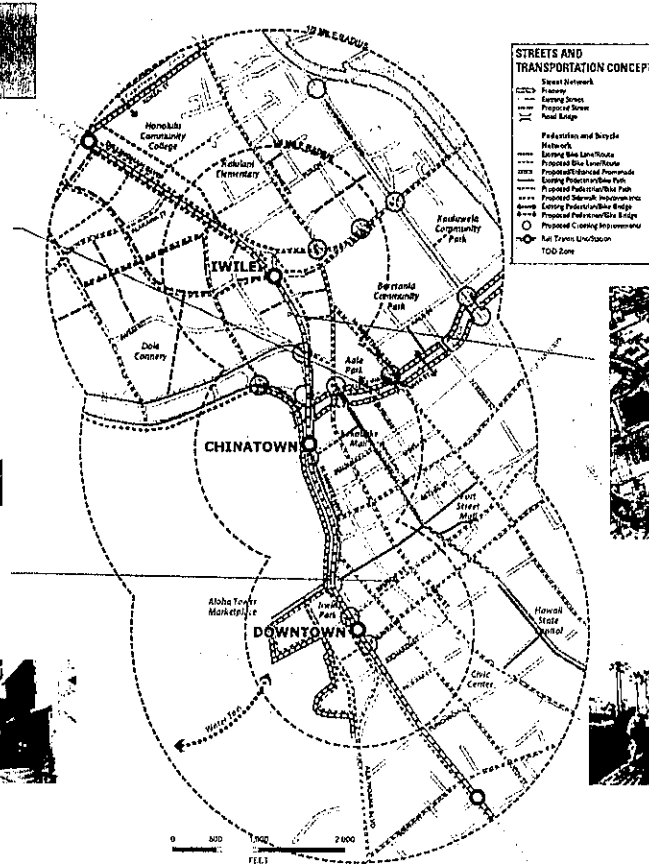 1/2 MILE RADIUS
STREETS AND
TRANSPORTATION CONCEPT
Street Network
Freeway
Existing Street
Proposed Street
Road Bridge
Pedestrian and Bicycle
Network
Existing Bike Lane/Route
Proposed Bike Lane/Route
Proposed/Enhanced Promenade
Existing Pedestrian/Bike Path
Proposed Pedestrian/Bike Path
Proposed Sidewalk Improvements
Existing Pedestrian/Bike Bridge
Proposed Pedestrian/Bike Bridge
Proposed Crossing Improvements
Rail Transit Line/Station
TOD Zone
Honolulu
Community
College
MILE RADIUS
Kaiulani
Elementary
Kauluwela
Community
Park
IWILEI
Beretania
Community
Park
Dole
Cannery
Aala
Park
CHINATOWN
Kekaulike
Mall
Fort
Street
Mall
Aloha Tower
Marketplace
Irwin
Park
Hawaii
State
Capitol
DOWNTOWN
Civic
Center
Water Taxi
0 500 1,000 2,000
FEET